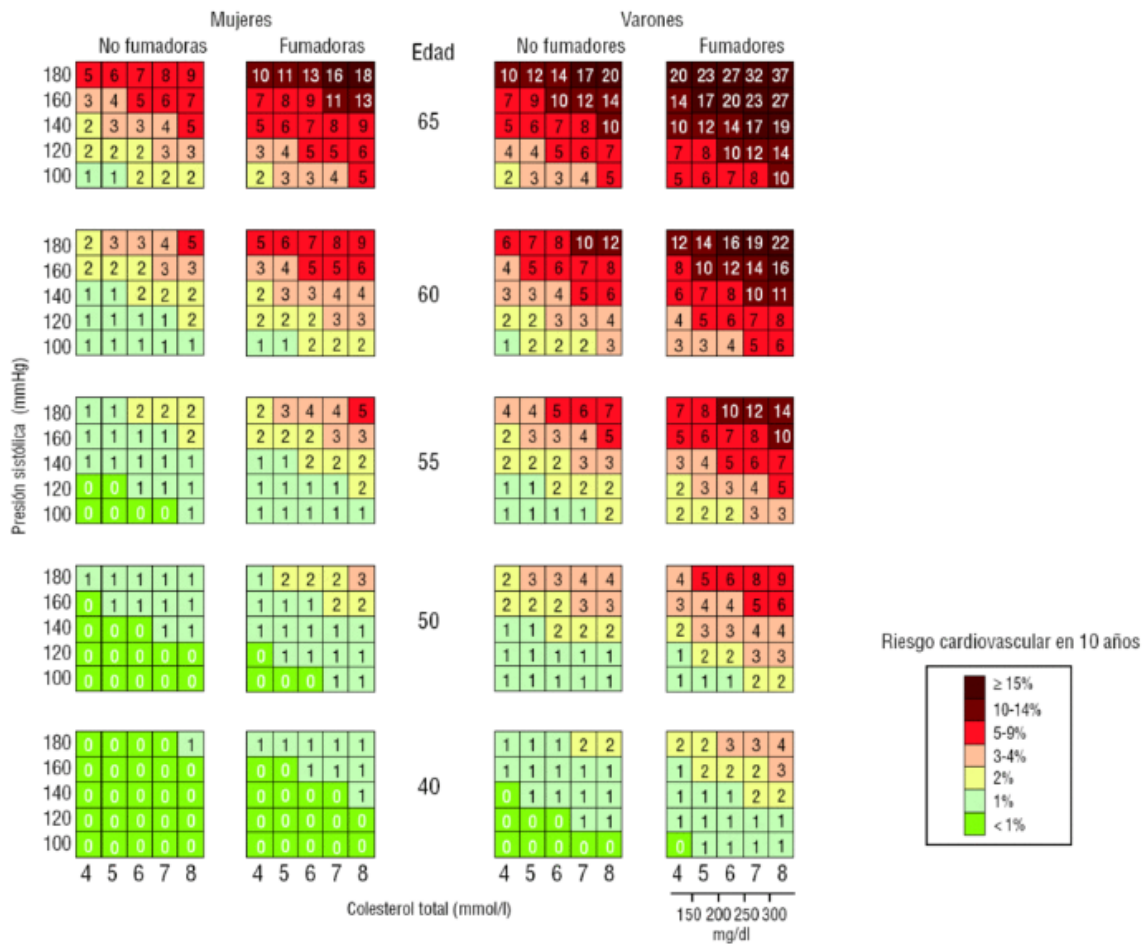 Mujeres Varones
No fumadoras Fumadoras Edad No fumadores Fumadores
180 5 6 7 8 9 10 11 13 16 18 10 12 14 17 20 20 23 27 32 37
160 3 4 5 6 7 7 8 9 11 13 7 9 10 12 14 14 17 20 23 27
140 2 3 3 4 5 5 6 7 8 9 65 5 6 7 8 10 10 12 14 17 19
120 2 2 2 3 3 3 4 5 5 6 4 4 5 6 7 7 8 10 12 14
100 1 1 2 2 2 2 3 3 4 5 2 3 3 4 5 5 6 7 8 10
180 2 3 3 4 5 5 6 7 8 9 6 7 8 10 12 12 14 16 19 22
160 2 2 2 3 3 3 4 5 5 6 4 5 6 7 8 8 10 12 14 16
140 1 1 2 2 2 2 3 3 4 4 60 3 3 4 5 6 6 7 8 10 11
120 1 1 1 1 2 2 2 2 3 3 2 2 3 3 4 4 5 6 7 8
100 1 1 1 1 1 1 1 2 2 2 1 2 2 2 3 3 3 4 5 6
Presión sistólica (mmHg)
180 1 1 2 2 2 2 3 4 4 5 4 4 5 6 7 7 8 10 12 14
160 1 1 1 1 2 2 2 2 3 3 2 3 3 4 5 5 6 7 8 10
140 1 1 1 1 1 1 1 2 2 2 55 2 2 2 3 3 3 4 5 6 7
120 0 0 1 1 1 1 1 1 1 2 1 1 2 2 2 2 3 3 4 5
100 0 0 0 0 1 1 1 1 1 1 1 1 1 1 2 2 2 2 3 3
180 1 1 1 1 1 1 2 2 2 3 2 3 3 4 4 4 5 6 8 9
160 0 1 1 1 1 1 1 1 2 2 2 2 2 3 3 3 4 4 5 6
140 0 0 0 1 1 1 1 1 1 1 50 1 1 2 2 2 2 3 3 4 4
120 0 0 0 0 0 0 1 1 1 1 1 1 1 1 1 1 2 2 3 3
100 0 0 0 0 0 0 0 0 1 1 1 1 1 1 1 1 1 1 2 2
180 0 0 0 0 1 1 1 1 1 1 1 1 1 2 2 2 2 3 3 4
160 0 0 0 0 0 0 0 1 1 1 1 1 1 1 1 1 2 2 2 3
140 0 0 0 0 0 0 0 0 0 1 40 0 1 1 1 1 1 1 1 2 2
120 0 0 0 0 0 0 0 0 0 0 0 0 0 1 1 1 1 1 1 1
100 0 0 0 0 0 0 0 0 0 0 0 0 0 0 0 0 1 1 1 1
4 5 6 7 8 4 5 6 7 8 4 5 6 7 8 4 5 6 7 8
Colesterol total (mmol/l)
150 200 250 300
mg/dl
Riesgo cardiovascular en 10 años
≥ 15%
10-14%
5-9%
3-4%
2%
1%
< 1%